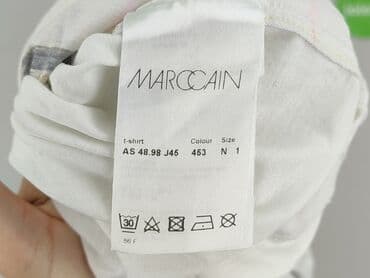 MARCCAIN
t-shirt Colour Size
AS 48.98 J45 453 N 1
30
86 F